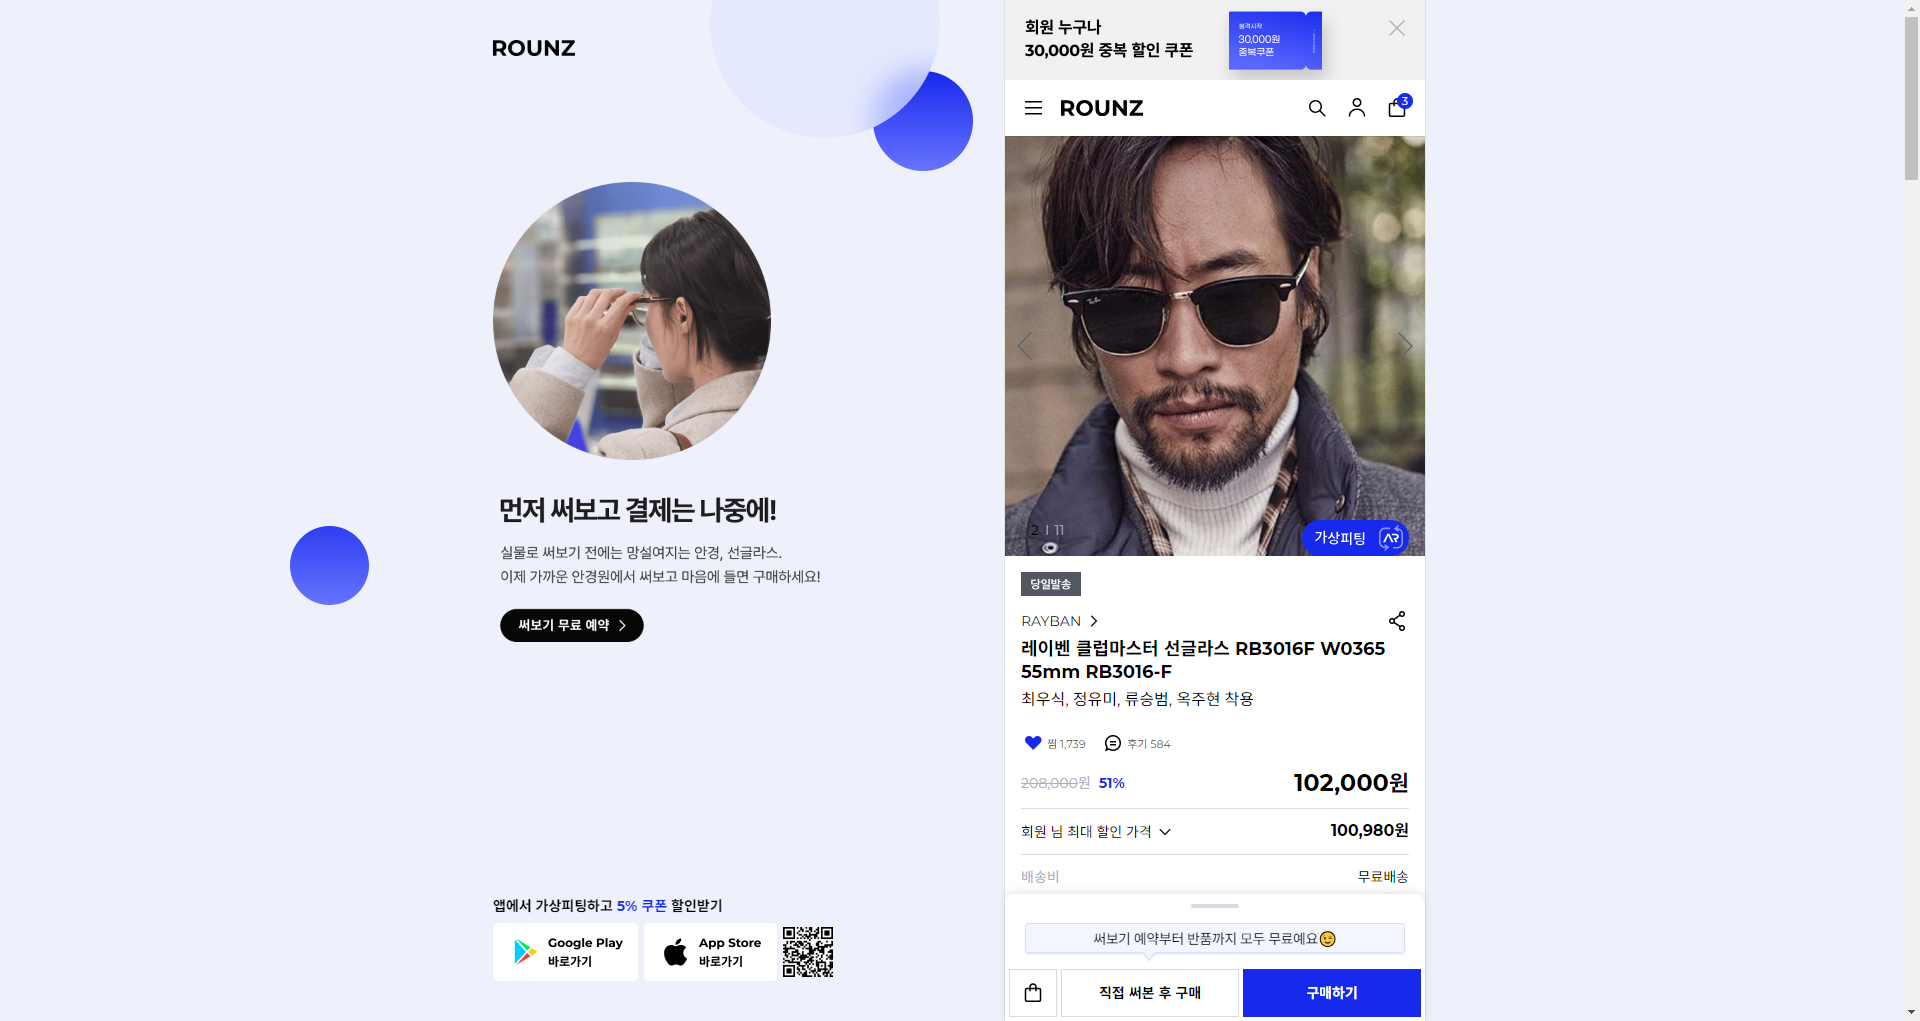 ROUNZ
먼저 써보고 결제는 나중에!
실물로 써보기 전에는 망설여지는 안경, 선글라스.
이제 가까운 안경원에서 써보고 마음에 들면 구매하세요!
써보기 무료 예약
앱에서 가상피팅하고 5% 쿠폰 할인받기
Google Play
바로가기
App Store
바로가기
회원 누구나
30,000원 중복 할인 쿠폰
봄격시작
30,000원
중복쿠폰
ROUNZ
3
Ray-Ban
2 | 11
가상피팅 AR
당일발송
RAYBAN
레이벤 클럽마스터 선글라스 RB3016F W0365
55mm RB3016-F
최우식, 정유미, 류승범, 옥주현 착용
찜 1,739 후기 584
208,000원 51% 102,000원
회원 님 최대 할인 가격 100,980원
배송비 무료배송
써보기 예약부터 반품까지 모두 무료예요😉
직접 써본 후 구매
구매하기